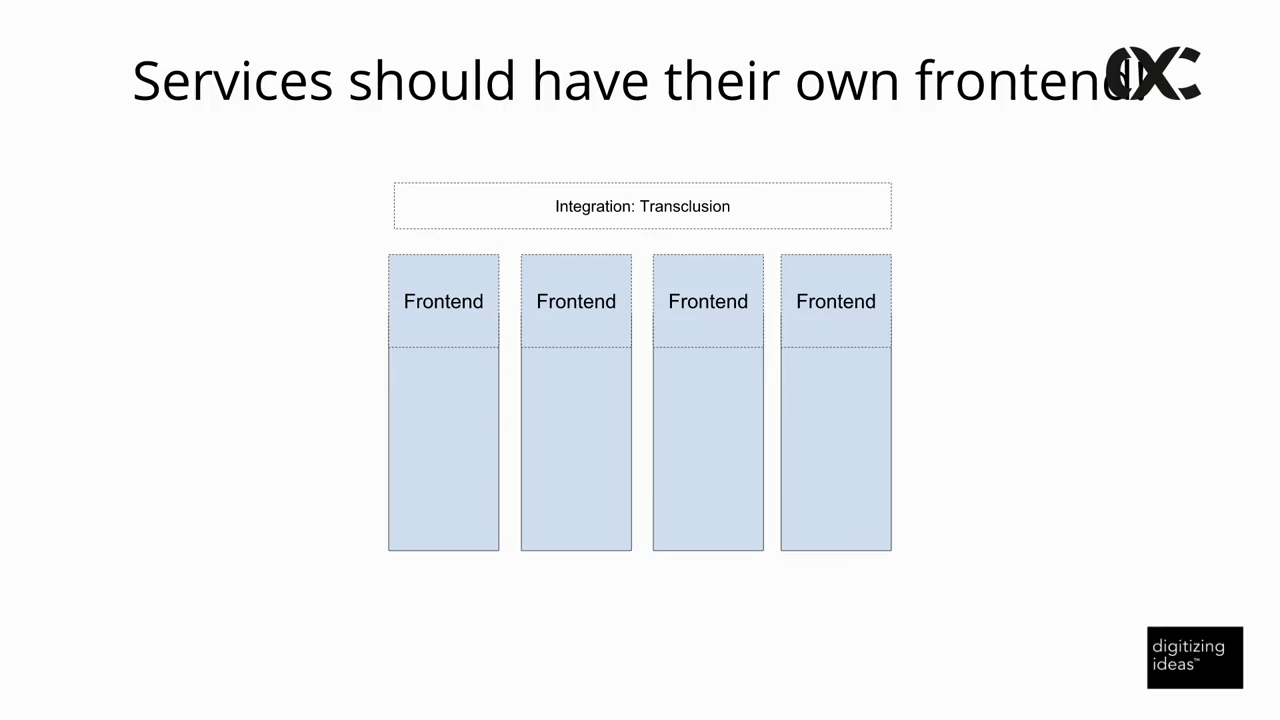 Services should have their own frontend!
Integration: Transclusion
Frontend Frontend Frontend Frontend
digitizing
ideas™